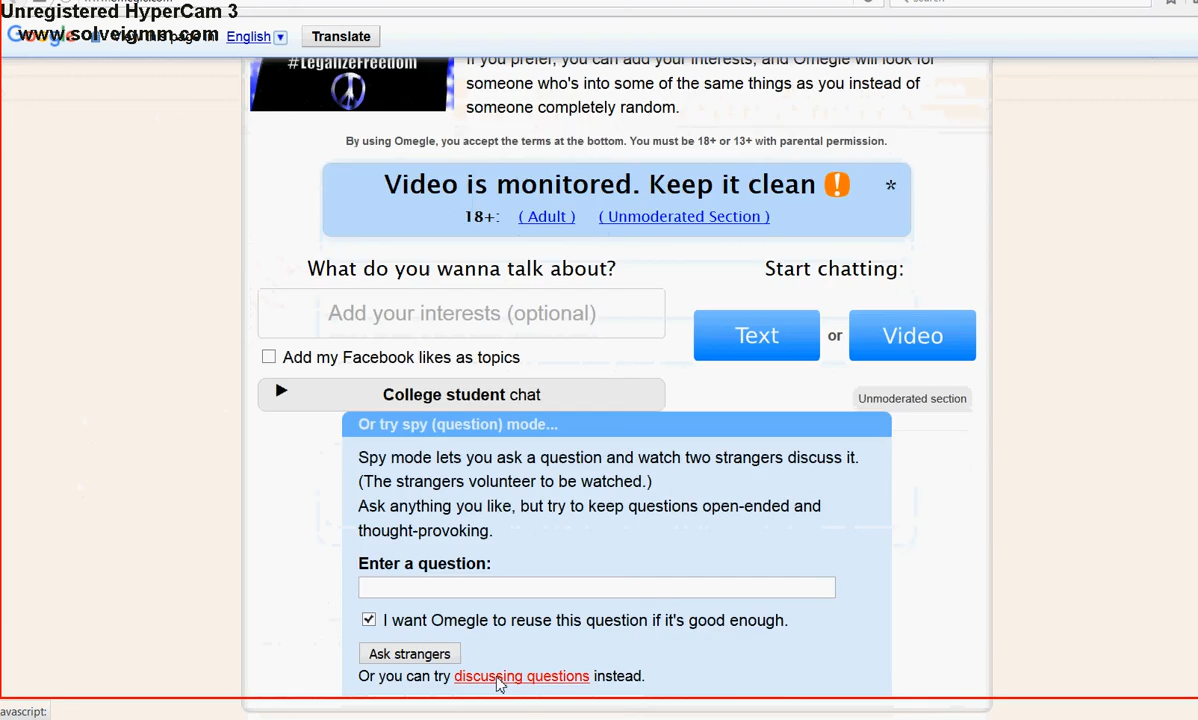 Unregistered HyperCam 3
www.solveigmm.com
Google
English
Translate
#LegalizeFreedom
If you prefer, you can add your interests, and Omegle will look for
someone who's into some of the same things as you instead of
someone completely random.
By using Omegle, you accept the terms at the bottom. You must be 18+ or 13+ with parental permission.
Video is monitored. Keep it clean ! *
18+: ( Adult ) ( Unmoderated Section )
What do you wanna talk about?
Start chatting:
Add your interests (optional)
Text or Video
Add my Facebook likes as topics
College student chat
Unmoderated section
Or try spy (question) mode...
Spy mode lets you ask a question and watch two strangers discuss it.
(The strangers volunteer to be watched.)
Ask anything you like, but try to keep questions open-ended and
thought-provoking.
Enter a question:
I want Omegle to reuse this question if it's good enough.
Ask strangers
Or you can try discussing questions instead.
avascript: